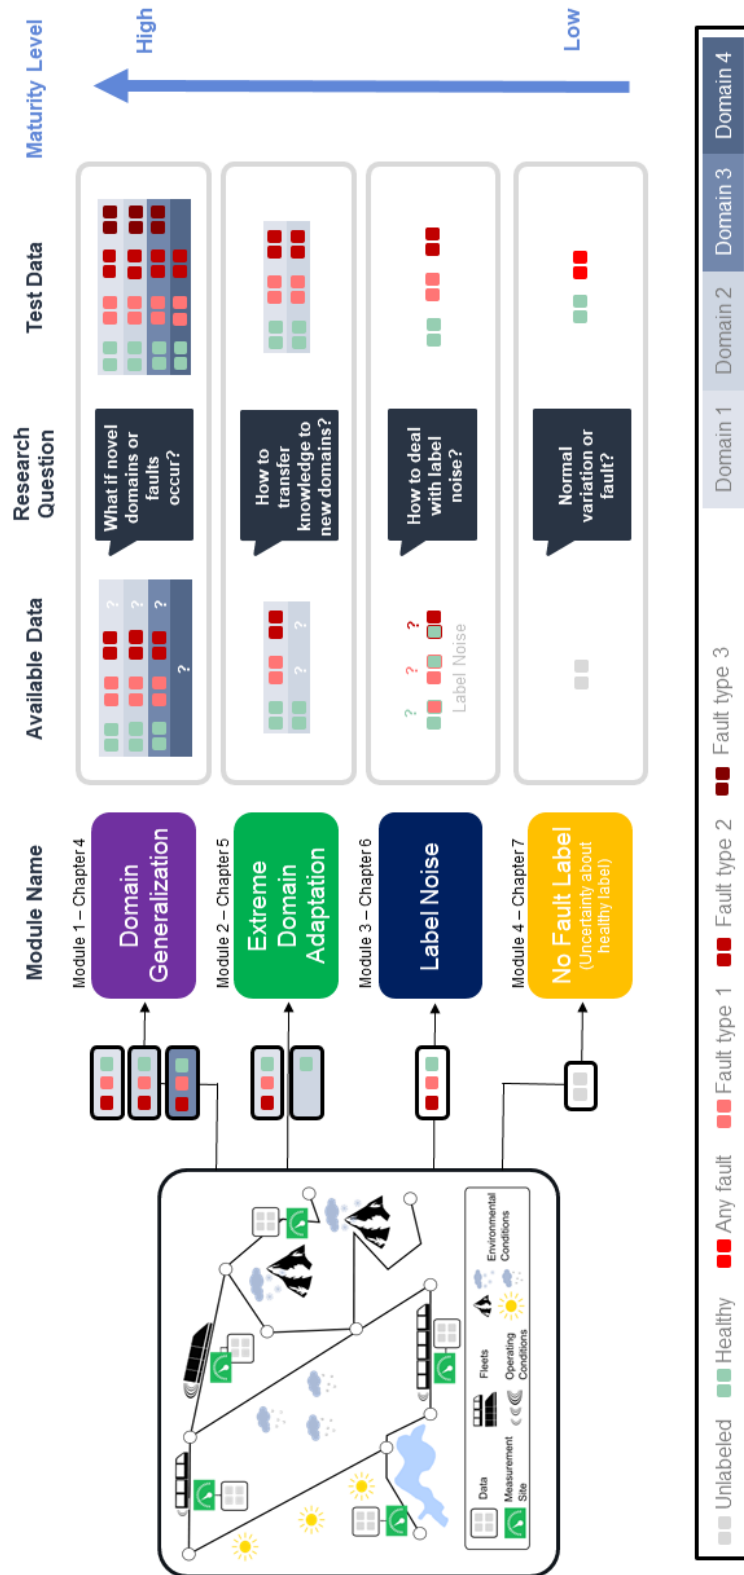 Module Name
Available Data
Research
Question
Test Data
Maturity Level
Module 1 – Chapter 4
Domain
Generalization
?
?
?
?
What if novel
domains or
faults
occur?
High
Module 2 – Chapter 5
Extreme
Domain
Adaptation
?
?
How to
transfer
knowledge to
new domains?
Module 3 – Chapter 6
Label Noise
?
?
?
Label Noise
How to deal
with label
noise?
Module 4 – Chapter 7
No Fault Label
(Uncertainty about
healthy label)
Normal
variation or
fault?
Low
Data
Fleets
Environmental
Conditions
Measurement
Site
Operating
Conditions
Unlabeled
Healthy
Any fault
Fault type 1
Fault type 2
Fault type 3
Domain 1
Domain 2
Domain 3
Domain 4